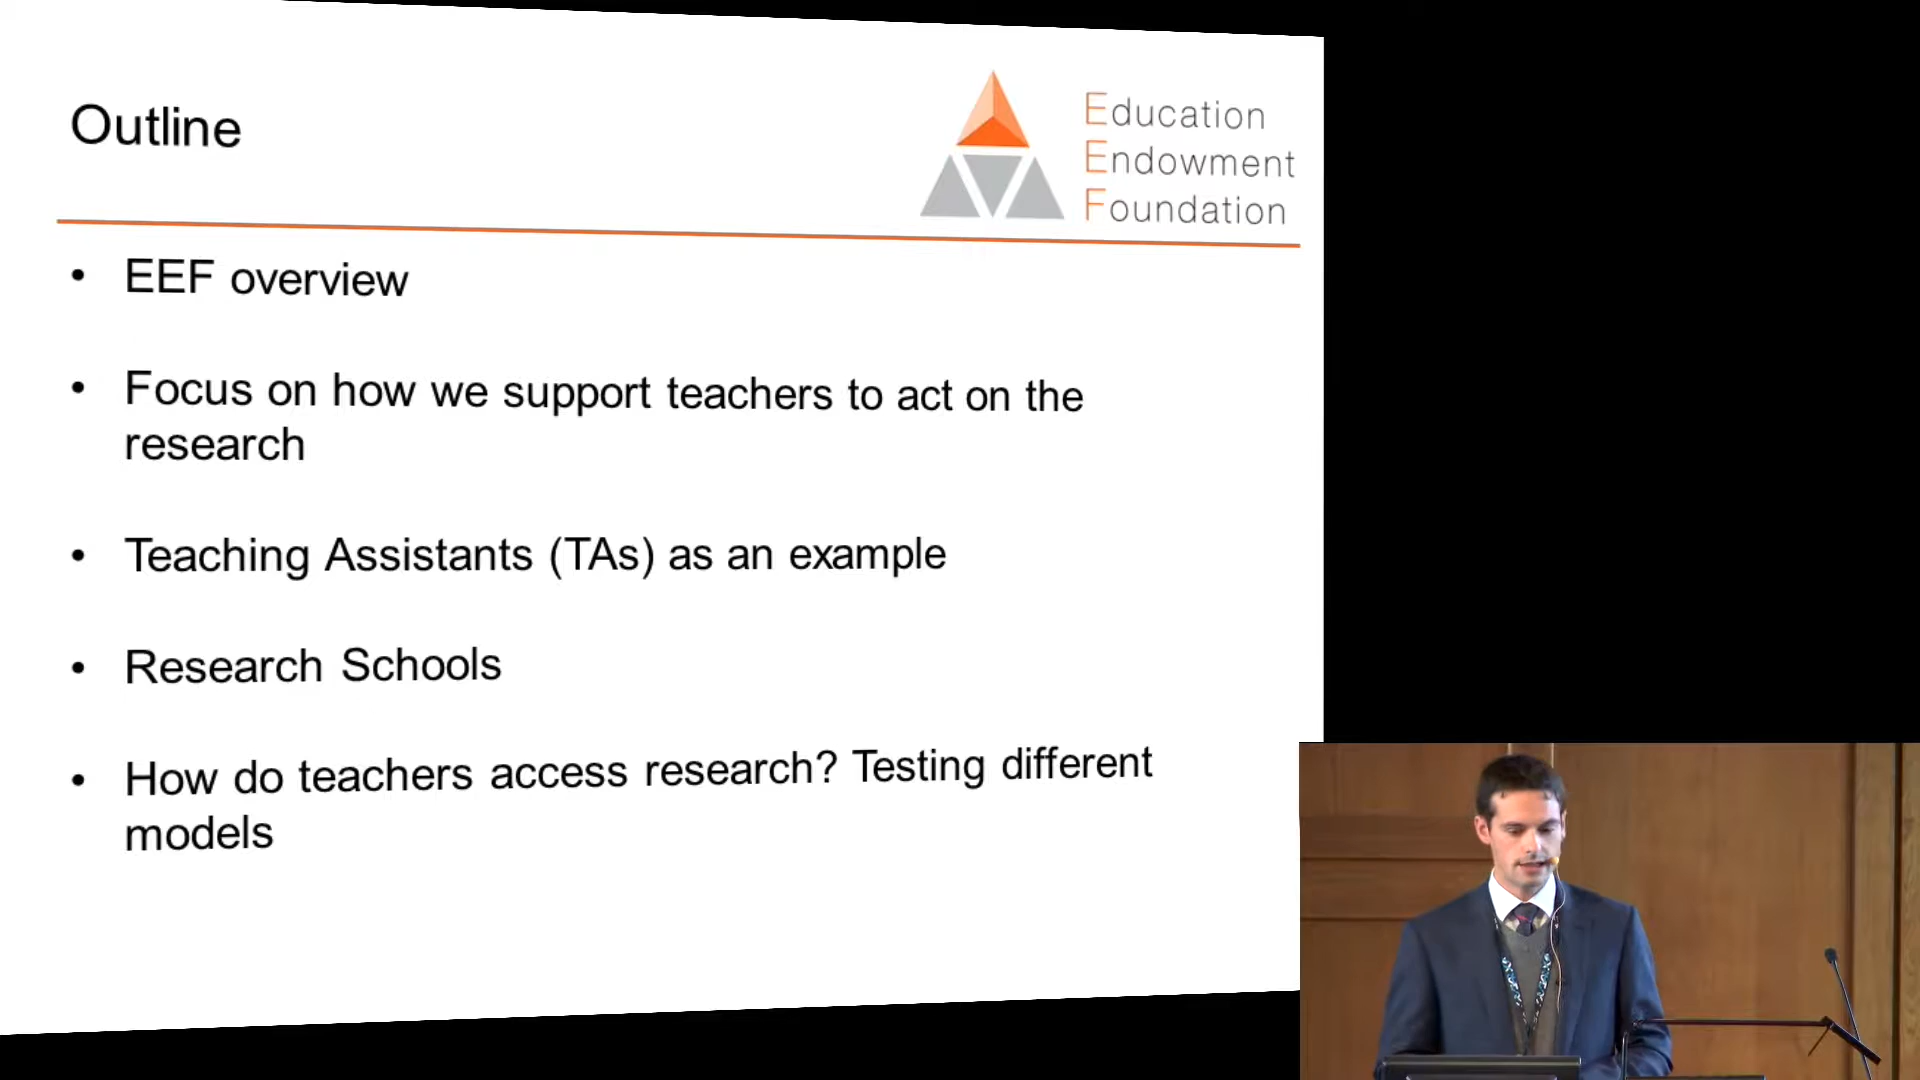 Outline
Education
Endowment
Foundation
• EEF overview
• Focus on how we support teachers to act on the
research
• Teaching Assistants (TAs) as an example
• Research Schools
• How do teachers access research? Testing different
models